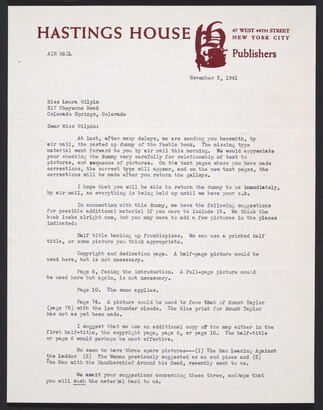 HASTINGS HOUSE
67 WEST 44TH STREET
NEW YORK CITY
Publishers
AIR MAIL
November 5, 1941
Miss Laura Gilpin
317 Cheyenne Road
Colorado Springs, Colorado
Dear Miss Gilpin:
At last, after many delays, we are sending you herewith, by
air mail, the pasted up dummy of the Pueblo book. The missing type
material went forward to you by air mail this morning. We would appreciate
your checking the dummy very carefully for relationship of text to
pictures, and sequence of pictures. On the text pages where you have made
corrections, the correct type will appear, and on the new text pages, the
corrections will be made after you return the galleys.
I hope that you will be able to return the dummy to us immediately,
by air mail, as everything is being held up until we have your o.k.
In connection with this dummy, we have the following suggestions
for possible additional material if you care to include it. We think the
book looks alright now, but you may care to add a few pictures in the places
indicated:
Half title backing up frontispiece. We can use a printed half
title, or some picture you think appropriate.
Copyright and dedication page. A half-page picture could be
used here, but is not necessary.
Page 6, facing the introduction. A full-page picture could
be used here but again, is not necessary.
Page 10. The same applies.
Page 74. A picture could be used to face that of Mount Taylor
(page 75) with the low thunder clouds. The blue print for Mount Taylor
has not as yet been made.
I suggest that we use an additional copy of the map either in the
first half-title, the copyright page, page 6, or page 10. The half-title
or page 6 would perhaps be most effective.
We seem to have three spare pictures---(1) The Man Leaning Against
the Ladder (2) The Woman previously suggested as an end piece and (3)
The Man with the Handkerchief Around his Head, recently sent to us.
We await your suggestions concerning these three, and hope that
you will rush the material back to us.